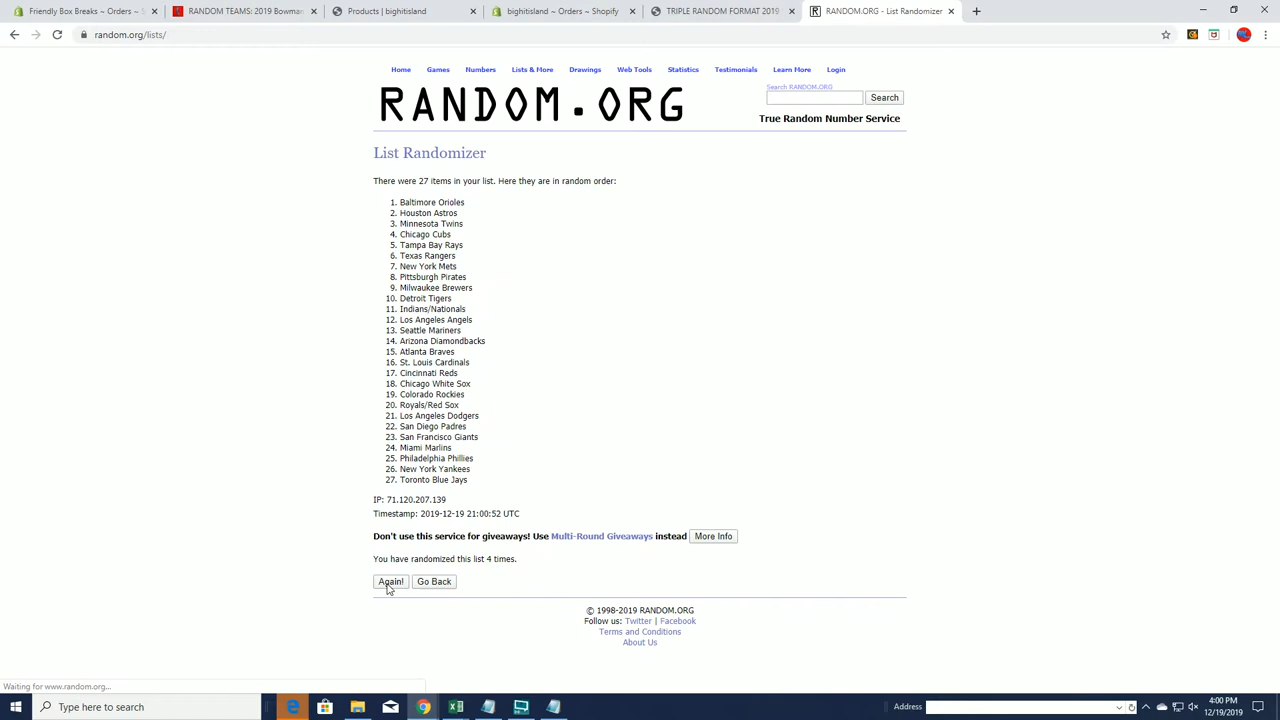 bighitisland ~ Orders ~ S
RANDOM TEAMS: 2019 Bowma
Products | bighitisland
bighitisland ~ Orders ~ Shopify
TRIPLE RANDOM FORMAT 2019
RANDOM.ORG - List Randomizer
random.org/lists/
Home Games Numbers Lists & More Drawings Web Tools Statistics Testimonials Learn More Login
RANDOM.ORG
Search RANDOM.ORG
Search
True Random Number Service
List Randomizer
There were 27 items in your list. Here they are in random order:
1. Baltimore Orioles
2. Houston Astros
3. Minnesota Twins
4. Chicago Cubs
5. Tampa Bay Rays
6. Texas Rangers
7. New York Mets
8. Pittsburgh Pirates
9. Milwaukee Brewers
10. Detroit Tigers
11. Indians/Nationals
12. Los Angeles Angels
13. Seattle Mariners
14. Arizona Diamondbacks
15. Atlanta Braves
16. St. Louis Cardinals
17. Cincinnati Reds
18. Chicago White Sox
19. Colorado Rockies
20. Royals/Red Sox
21. Los Angeles Dodgers
22. San Diego Padres
23. San Francisco Giants
24. Miami Marlins
25. Philadelphia Phillies
26. New York Yankees
27. Toronto Blue Jays
IP: 71.120.207.139
Timestamp: 2019-12-19 21:00:52 UTC
Don't use this service for giveaways! Use Multi-Round Giveaways instead More Info
You have randomized this list 4 times.
Again! Go Back
© 1998-2019 RANDOM.ORG
Follow us: Twitter | Facebook
Terms and Conditions
About Us
Waiting for www.random.org...
Type here to search
Address
4:00 PM
12/19/2019